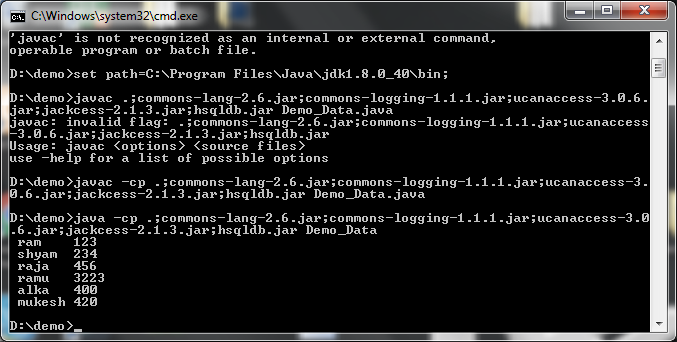 C:\Windows\system32\cmd.exe
'javac' is not recognized as an internal or external command,
operable program or batch file.
D:\demo>set path=C:\Program Files\Java\jdk1.8.0_40\bin;
D:\demo>javac .;commons-lang-2.6.jar;commons-logging-1.1.1.jar;ucanaccess-3.0.6.
jar;jackcess-2.1.3.jar;hsqldb.jar Demo_Data.java
javac: invalid flag: .;commons-lang-2.6.jar;commons-logging-1.1.1.jar;ucanaccess
-3.0.6.jar;jackcess-2.1.3.jar;hsqldb.jar
Usage: javac <options> <source files>
use -help for a list of possible options
D:\demo>javac -cp .;commons-lang-2.6.jar;commons-logging-1.1.1.jar;ucanaccess-3.
0.6.jar;jackcess-2.1.3.jar;hsqldb.jar Demo_Data.java
D:\demo>java -cp .;commons-lang-2.6.jar;commons-logging-1.1.1.jar;ucanaccess-3.0
.6.jar;jackcess-2.1.3.jar;hsqldb.jar Demo_Data
ram 123
shyam 234
raja 456
ramu 3223
alka 400
mukesh 420
D:\demo>_